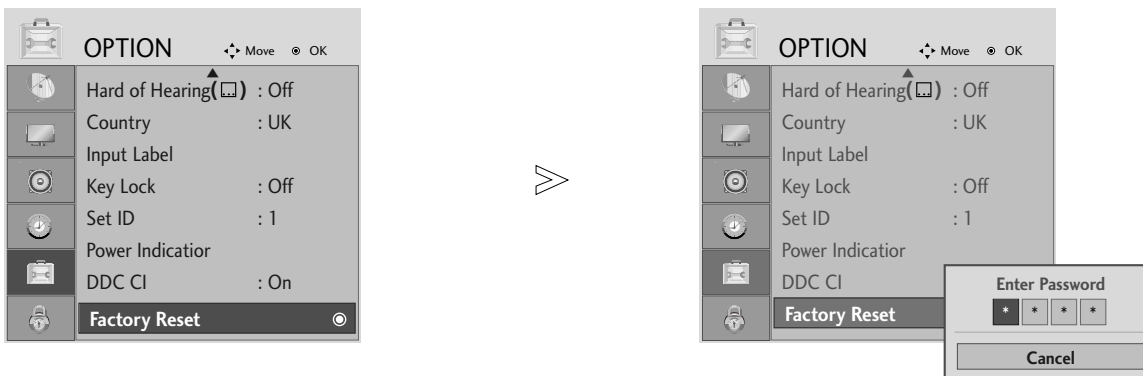 OPTION Move OK
Hard of Hearing( ) : Off
Country : UK
Input Label
Key Lock : Off
Set ID : 1
Power Indicatior
DDC CI : On
Factory Reset
OPTION Move OK
Hard of Hearing( ) : Off
Country : UK
Input Label
Key Lock : Off
Set ID : 1
Power Indicatior
DDC CI
Factory Reset
Enter Password
* * * *
Cancel